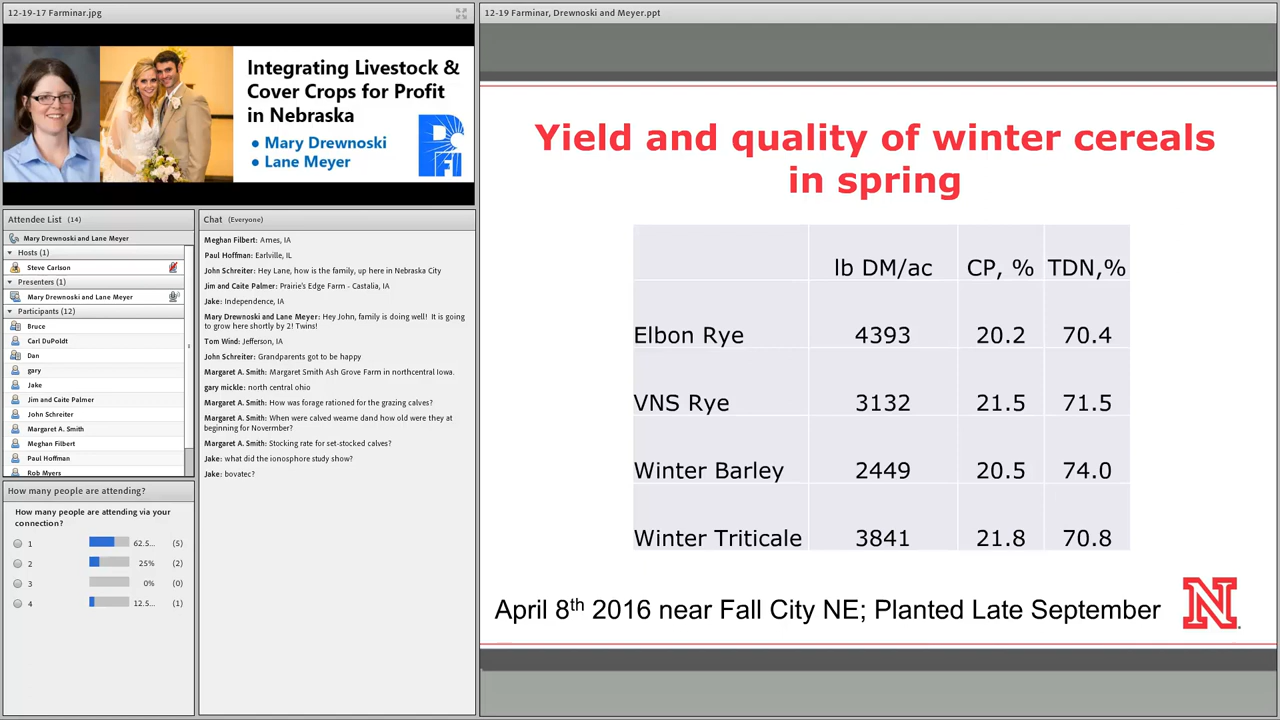 12-19-17 Farminar.jpg
Integrating Livestock &
Cover Crops for Profit
in Nebraska
• Mary Drewnoski
• Lane Meyer
PFI
Attendee List (14)
Mary Drewnoski and Lane Meyer
Hosts (1)
Steve Carlson
Presenters (1)
Mary Drewnoski and Lane Meyer
Participants (12)
Bruce
Carl DuPoldt
Dan
gary
Jake
Jim and Caite Palmer
John Schreiter
Margaret A. Smith
Meghan Filbert
Paul Hoffman
Rob Myers
Chat (Everyone)
Meghan Filbert: Ames, IA
Paul Hoffman: Earlville, IL
John Schreiter: Hey Lane, how is the family, up here in Nebraska City
Jim and Caite Palmer: Prairie's Edge Farm - Castalia, IA
Jake: Independence, IA
Mary Drewnoski and Lane Meyer: Hey John, family is doing well! It is going
to grow here shortly by 2! Twins!
Tom Wind: Jefferson, IA
John Schreiter: Grandparents got to be happy
Margaret A. Smith: Margaret Smith Ash Grove Farm in northcentral Iowa.
gary mickle: north central ohio
Margaret A. Smith: How was forage rationed for the grazing calves?
Margaret A. Smith: When were calved weame dand how old were they at
beginning for Novermber?
Margaret A. Smith: Stocking rate for set-stocked calves?
Jake: what did the ionosphore study show?
Jake: bovatec?
How many people are attending?
How many people are attending via your
connection?
1 62.5... (5)
2 25% (2)
3 0% (0)
4 12.5... (1)
12-19 Farminar, Drewnoski and Meyer.ppt
Yield and quality of winter cereals
in spring
lb DM/ac CP, % TDN,%
Elbon Rye 4393 20.2 70.4
VNS Rye 3132 21.5 71.5
Winter Barley 2449 20.5 74.0
Winter Triticale 3841 21.8 70.8
April 8th 2016 near Fall City NE; Planted Late September
N